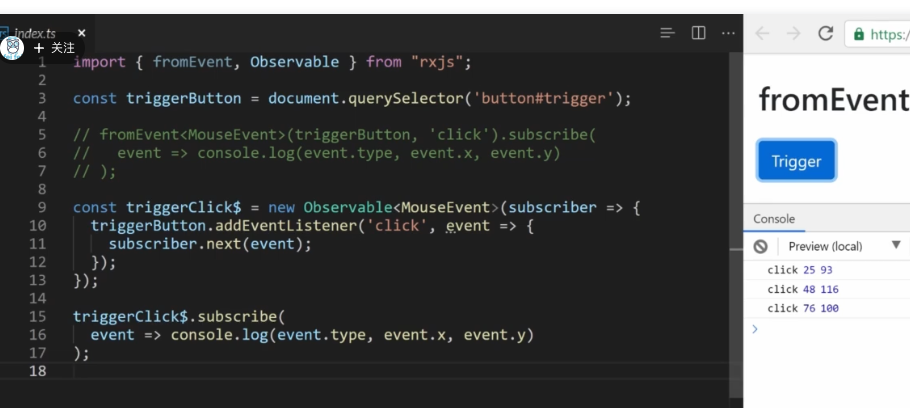 index.ts ×
+ 关注
1 import { fromEvent, Observable } from "rxjs";
2
3 const triggerButton = document.querySelector('button#trigger');
4
5 // fromEvent<MouseEvent>(triggerButton, 'click').subscribe(
6 //   event => console.log(event.type, event.x, event.y)
7 // );
8
9 const triggerClick$ = new Observable<MouseEvent>(subscriber => {
10   triggerButton.addEventListener('click', event => {
11     subscriber.next(event);
12   });
13 });
14
15 triggerClick$.subscribe(
16   event => console.log(event.type, event.x, event.y)
17 );
18
https:/
fromEvent
Trigger
Console
Preview (local) ▼
click 25 93
click 48 116
click 76 100
>